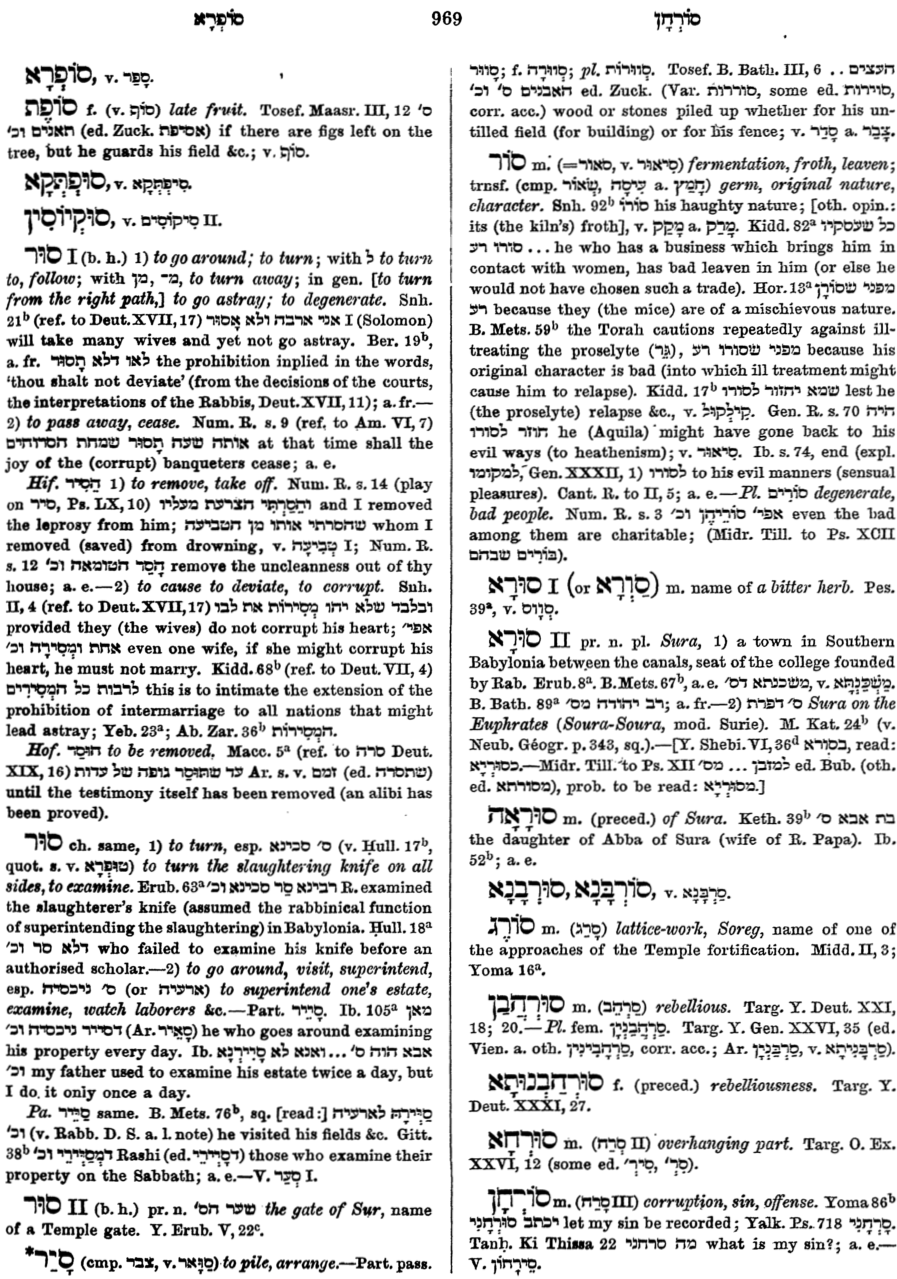 סוֹפְרָא 969 סוֹרְחָן
סוֹפְרָא, v. סָפַר.
סוֹפֶת f. (v. סוֹף) late fruit. Tosef. Maasr. III, 12 ס'
תאנים וכ' (ed. Zuck. אסיפת) if there are figs left on the
tree, but he guards his field &c.; v. סוֹף.
סוּפְתְּקָא, v. סִיפְתְּקָא.
סוּקְיוֹסִין, v. סִיקוֹסִים II.
סוּר I (b. h.) 1) to go around; to turn; with ל to turn
to, follow; with מן, מ־, to turn away; in gen. [to turn
from the right path,] to go astray; to degenerate. Snh.
21b (ref. to Deut. XVII, 17) אני ארבה ולא אָסוּר I (Solomon)
will take many wives and yet not go astray. Ber. 19b,
a. fr. לאו דלא תָסוּר the prohibition inplied in the words,
'thou shalt not deviate' (from the decisions of the courts,
the interpretations of the Rabbis, Deut. XVII, 11); a. fr.—
2) to pass away, cease. Num. R. s. 9 (ref. to Am. VI, 7)
אותה שעה תָסוּר שמחת הסרוחים at that time shall the
joy of the (corrupt) banqueters cease; a. e.
Hif. הֵסִיר 1) to remove, take off. Num. R. s. 14 (play
on סיר, Ps. LX, 10) והֲסֵרֹתִי הצרעת מעליו and I removed
the leprosy from him; שהסרתי אותו מן הטביעה whom I
removed (saved) from drowning, v. טְבִיעָה I; Num. R.
s. 12 הָסֵר הטומאה וכ' remove the uncleanness out of thy
house; a. e.—2) to cause to deviate, to corrupt. Snh.
II, 4 (ref. to Deut. XVII, 17) ובלבד שלא יהו מְסִירוֹת את לבו
provided they (the wives) do not corrupt his heart; אפי'
אחת ומְסִירָה וכ' even one wife, if she might corrupt his
heart, he must not marry. Kidd. 68b (ref. to Deut. VII, 4)
לרבות כל המְסִירִים this is to intimate the extension of the
prohibition of intermarriage to all nations that might
lead astray; Yeb. 23a; Ab. Zar. 36b המְסִירוֹת.
Hof. הוּסַר to be removed. Macc. 5a (ref. to סרה Deut.
XIX, 16) עד שתּוּסַר גופה של עדות Ar. s. v. זמם (ed. שתסרה)
until the testimony itself has been removed (an alibi has
been proved).
סוּר ch. same, 1) to turn, esp. ס' סכינא (v. Ḥull. 17b,
quot. s. v. טוּפְרָא) to turn the slaughtering knife on all
sides, to examine. Erub. 63a רבינא סַר סכינא וכ' R. examined
the slaughterer's knife (assumed the rabbinical function
of superintending the slaughtering) in Babylonia. Ḥull. 18a
דלא סר וכ' who failed to examine his knife before an
authorised scholar.—2) to go around, visit, superintend,
esp. ס' ניכסיה (or ארעיה) to superintend one's estate,
examine, watch laborers &c.—Part. סָיֵיר. Ib. 105a מאן
דסייר ניכסיה וכ' (Ar. סָאֵיר) he who goes around examining
his property every day. Ib. אבא הוה ס' ... ואנא לא סָיֵירְנָא
וכ' my father used to examine his estate twice a day, but
I do it only once a day.
Pa. סַיֵּיר same. B. Mets. 76b, sq. [read:] סַיְירָהּ לארעיה
וכ' (v. Rabb. D. S. a. l. note) he visited his fields &c. Gitt.
38b דמְסַיְירֵי וכ' Rashi (ed. דסָיְירֵי) those who examine their
property on the Sabbath; a. e.—V. סְעַר I.
סוּר II (b. h.) pr. n. שער הס' the gate of Sur, name
of a Temple gate. Y. Erub. V, 22c.
*סָיַר (cmp. צבר, v. סַוָּאר) to pile, arrange.—Part. pass.
סָוּוּר; f. סְוּוּרָה; pl. סְוּוּרוֹת. Tosef. B. Bath. III, 6 העצים ..
האבנים ס' וכ' ed. Zuck. (Var. סוררות, some ed. סוירות,
corr. acc.) wood or stones piled up whether for his un-
tilled field (for building) or for his fence; v. סָדַר a. צָבַר.
סוֹר m. (=סאור, v. סִיאוּר) fermentation, froth, leaven;
trnsf. (cmp. עִיסָה, שְׂאוֹר a. חָמֵץ) germ, original nature,
character. Snh. 92b סוֹרוֹ his haughty nature; [oth. opin.:
its (the kiln's) froth], v. מָקַק a. מָרַק. Kidd. 82a כל שעסקיו
... סורו רע he who has a business which brings him in
contact with women, has bad leaven in him (or else he
would not have chosen such a trade). Hor. 13a מפני שסוֹרָן
רע because they (the mice) are of a mischievous nature.
B. Mets. 59b the Torah cautions repeatedly against ill-
treating the proselyte (גֵּר), מפני שסורו רע because his
original character is bad (into which ill treatment might
cause him to relapse). Kidd. 17b שמא יחזור לסורו lest he
(the proselyte) relapse &c., v. קִילְקוּל. Gen. R. s. 70 היה
חוזר לסורו he (Aquila) might have gone back to his
evil ways (to heathenism); v. סִיאוּר. Ib. s. 74, end (expl.
למקומו, Gen. XXXII, 1) לסורו to his evil manners (sensual
pleasures). Cant. R. to II, 5; a. e.—Pl. סוֹרִים degenerate,
bad people. Num. R. s. 3 אפי' סוֹרֵיהֶן וכ' even the bad
among them are charitable; (Midr. Till. to Ps. XCII
בּוֹרִים שבהם).
סוּרָא I (or סַוְרָא) m. name of a bitter herb. Pes.
39a, v. סְוָוס.
סוּרָא II pr. n. pl. Sura, 1) a town in Southern
Babylonia between the canals, seat of the college founded
by Rab. Erub. 8a. B. Mets. 67b, a. e. משכנתא דס', v. מַשְׁכַּנְתָּא.
B. Bath. 89a רב יהודה מס'; a. fr.—2) ס' דפרת Sura on the
Euphrates (Soura-Soura, mod. Surie). M. Kat. 24b (v.
Neub. Géogr. p. 343, sq.).—[Y. Shebi. VI, 36d בסורא, read:
בסוּרְיָא.—Midr. Till. to Ps. XII למזבן ... מס' ed. Bub. (oth.
ed. מסורתא), prob. to be read: מסוּרְיָא.]
סוּרָאָה m. (preced.) of Sura. Keth. 39b בת אבא ס'
the daughter of Abba of Sura (wife of R. Papa). Ib.
52b; a. e.
סוֹרְבָּנָא, סוּרְבָנָא, v. סַרְבָּנָא.
סוֹרֵג m. (סָרַג) lattice-work, Soreg, name of one of
the approaches of the Temple fortification. Midd. II, 3;
Yoma 16a.
סוּרְהֲבָן m. (סַרְהֵב) rebellious. Targ. Y. Deut. XXI,
18; 20.—Pl. fem. סֻרְהֲבָנְיָין. Targ. Y. Gen. XXVI, 35 (ed.
Vien. a. oth. סַרְהֲבִינִין, corr. acc.; Ar. סַרְבָנְיָין, v. סַרְבָּנִיתָא).
סוּרְהֲבָנוּתָא f. (preced.) rebelliousness. Targ. Y.
Deut. XXXI, 27.
סוּרְחָא m. (סְרַח II) overhanging part. Targ. O. Ex.
XXVI, 12 (some ed. סִרְ', סִירְ').
סוֹרְחָן m. (סָרַח III) corruption, sin, offense. Yoma 86b
יכתב סוּרְחָנִי let my sin be recorded; Yalk. Ps. 718 סָרְחָנִי.
Tanḥ. Ki Thissa 22 מה סרחני what is my sin?; a. e.—
V. סֵירָחוֹן.